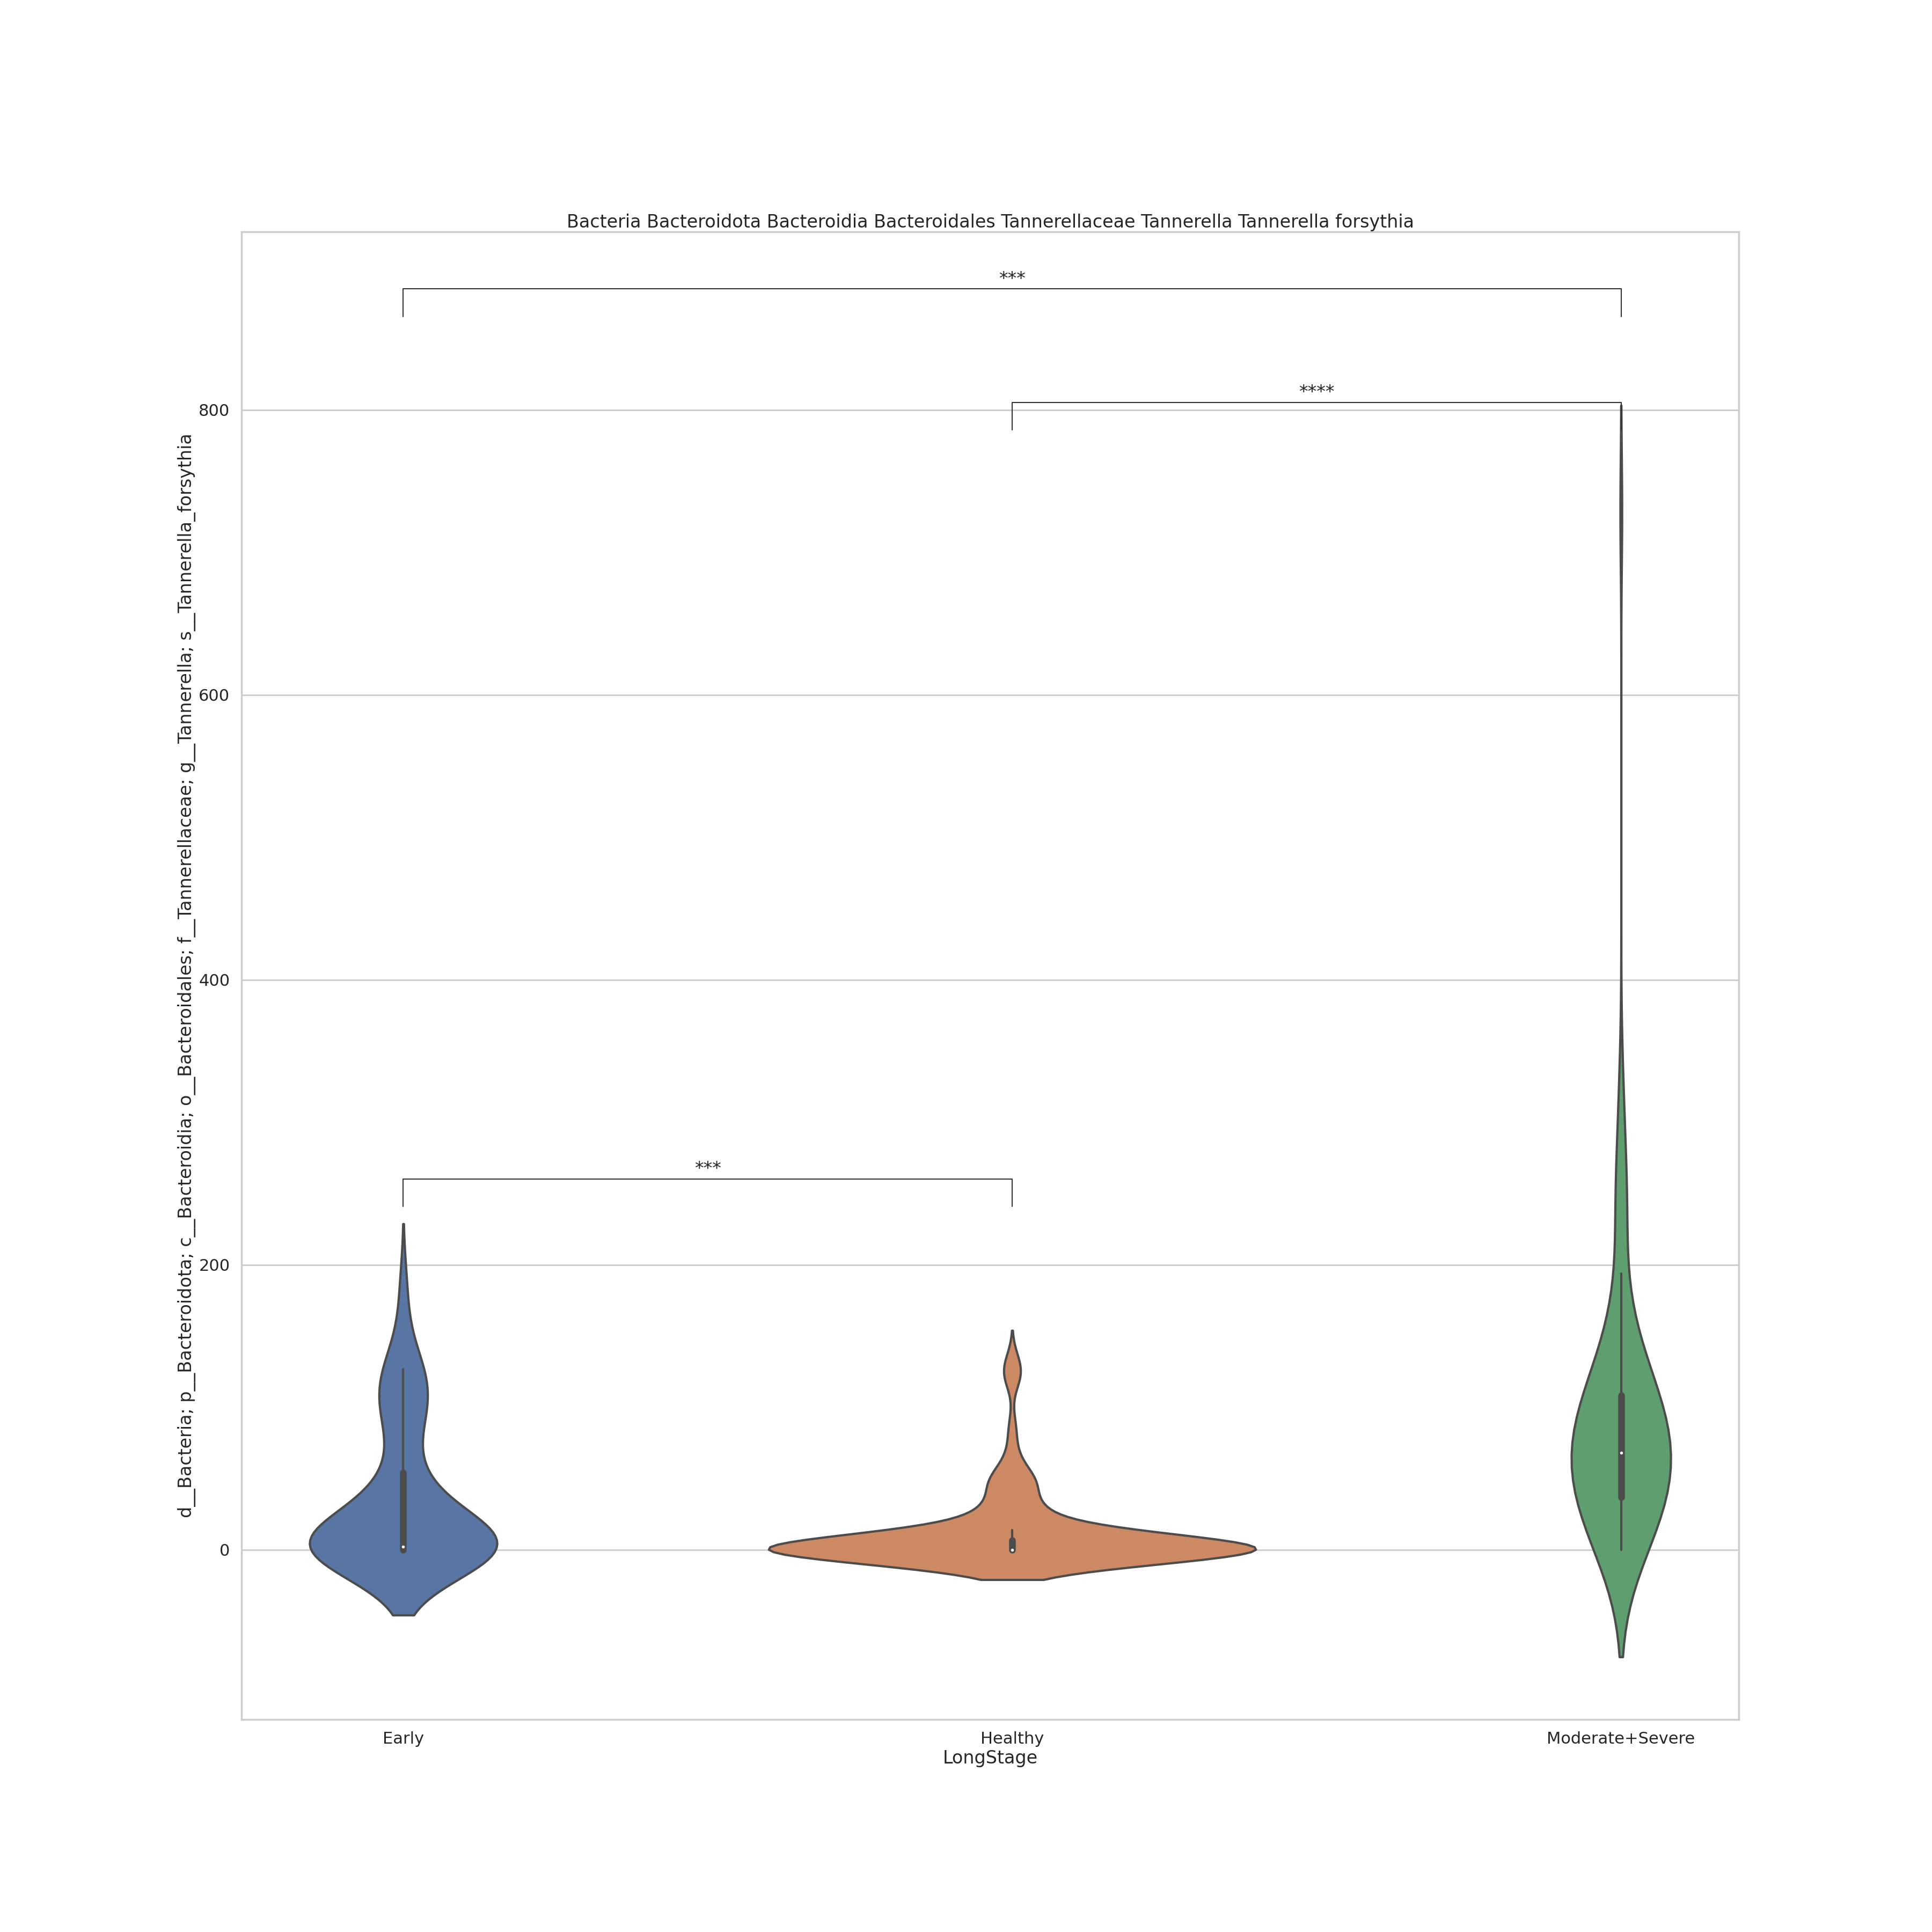 Bacteria Bacteroidota Bacteroidia Bacteroidales Tannerellaceae Tannerella Tannerella forsythia
d__Bacteria; p__Bacteroidota; c__Bacteroidia; o__Bacteroidales; f__Tannerellaceae; g__Tannerella; s__Tannerella_forsythia
***
****
800
600
400
***
200
0
Early
Healthy
Moderate+Severe
LongStage